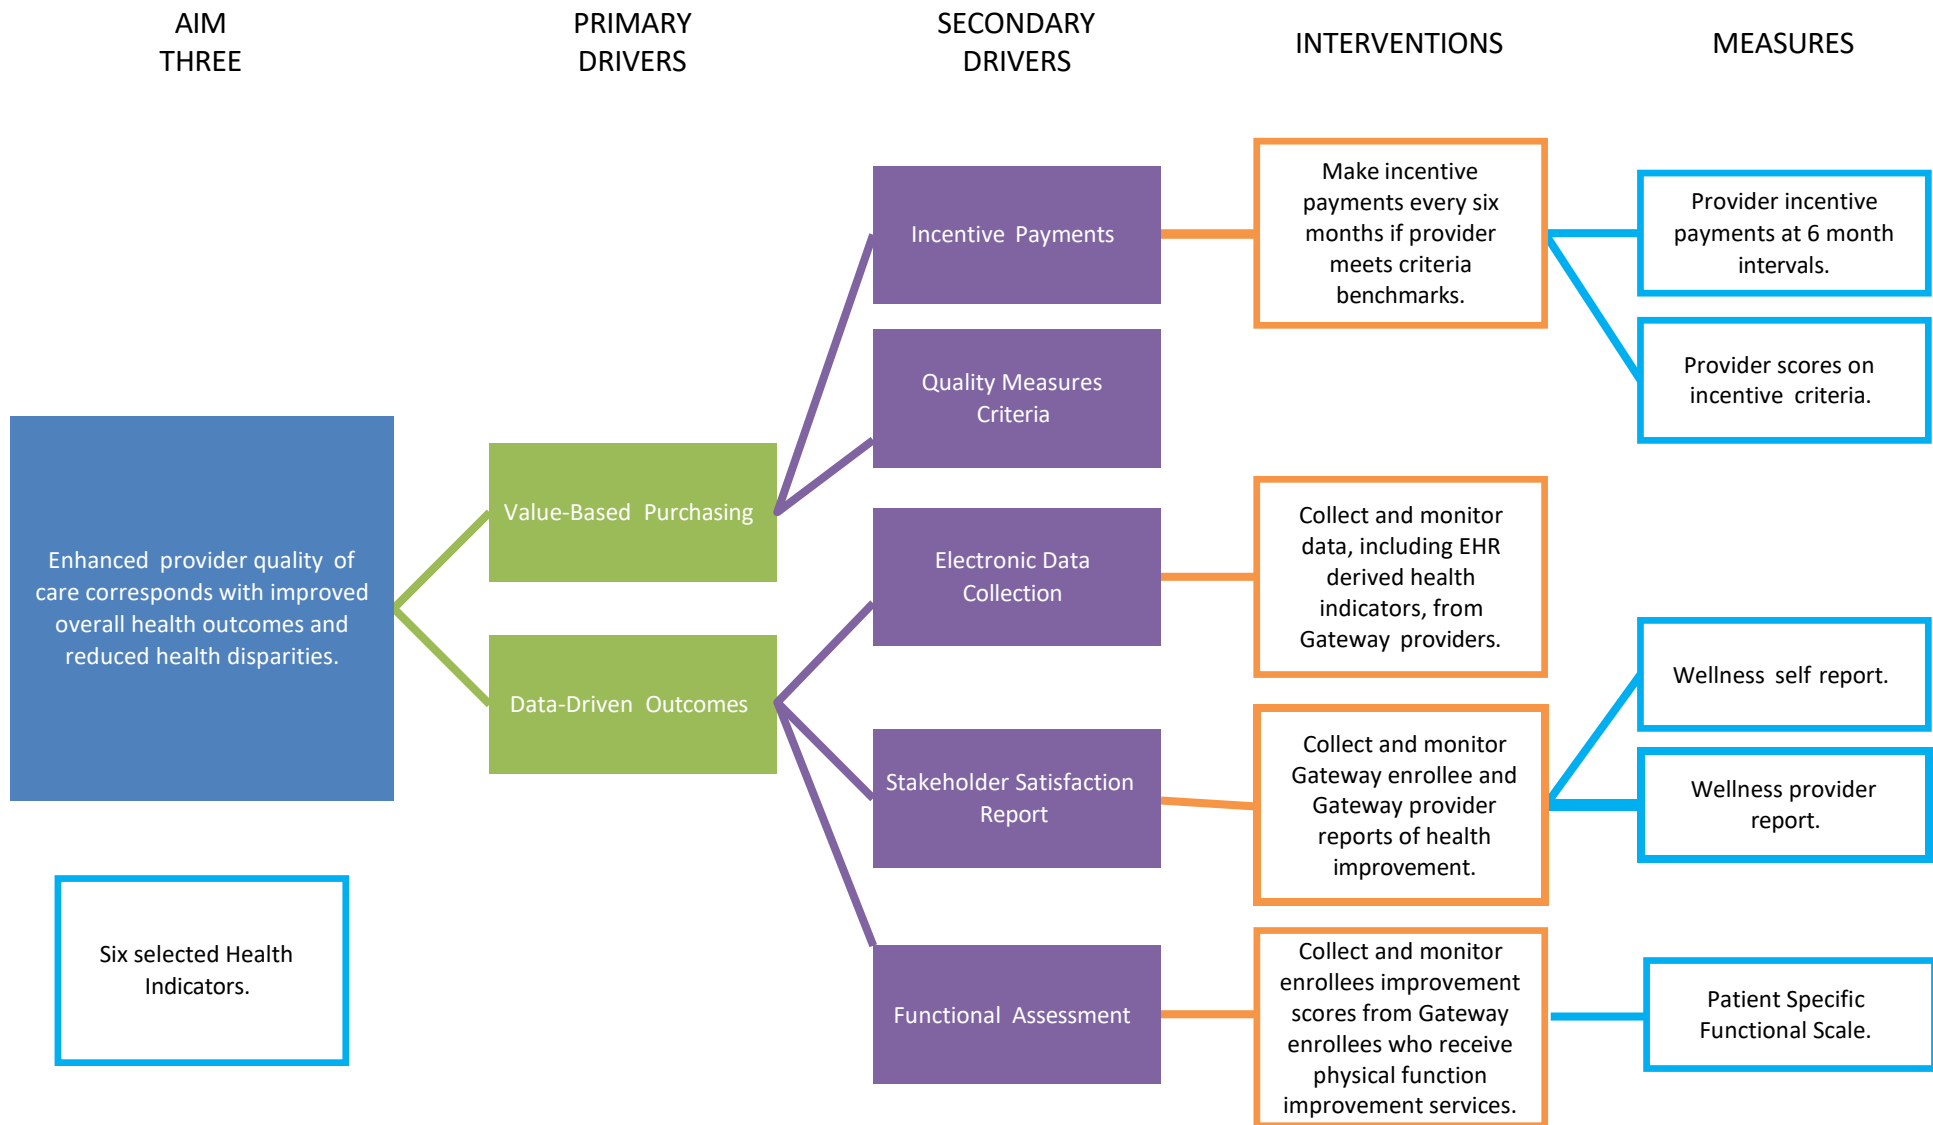 AIM
THREE
PRIMARY
DRIVERS
SECONDARY
DRIVERS
INTERVENTIONS
MEASURES
Enhanced provider quality of
care corresponds with improved
overall health outcomes and
reduced health disparities.
Six selected Health
Indicators.
Value-Based Purchasing
Data-Driven Outcomes
Incentive Payments
Quality Measures
Criteria
Electronic Data
Collection
Stakeholder Satisfaction
Report
Functional Assessment
Make incentive
payments every six
months if provider
meets criteria
benchmarks.
Collect and monitor
data, including EHR
derived health
indicators, from
Gateway providers.
Collect and monitor
Gateway enrollee and
Gateway provider
reports of health
improvement.
Collect and monitor
enrollees improvement
scores from Gateway
enrollees who receive
physical function
improvement services.
Provider incentive
payments at 6 month
intervals.
Provider scores on
incentive criteria.
Wellness self report.
Wellness provider
report.
Patient Specific
Functional Scale.